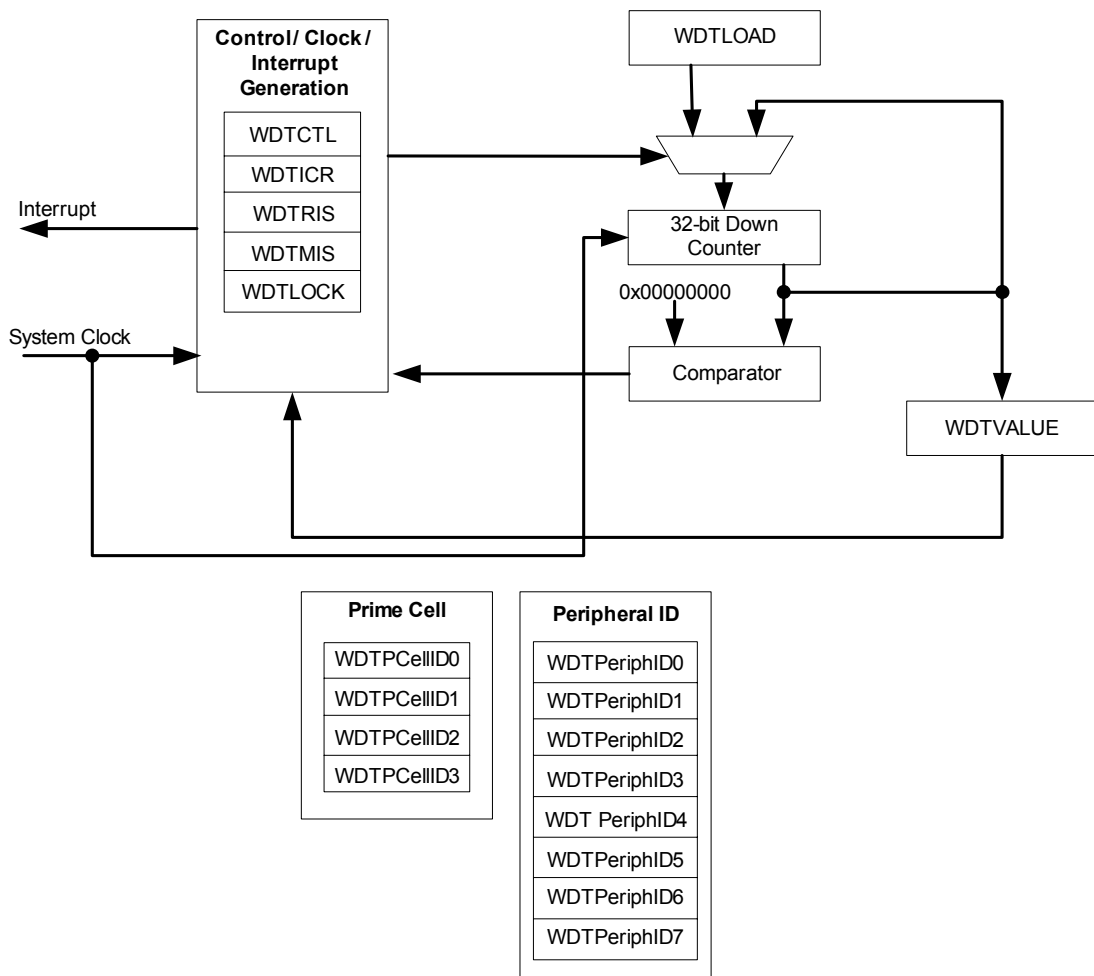 Control/ Clock /
Interrupt
Generation
WDTCTL
WDTICR
WDTRIS
WDTMIS
WDTLOCK
Interrupt
System Clock
WDTLOAD
32-bit Down
Counter
0x00000000
Comparator
WDTVALUE
Prime Cell
WDTPCellID0
WDTPCellID1
WDTPCellID2
WDTPCellID3
Peripheral ID
WDTPeriphID0
WDTPeriphID1
WDTPeriphID2
WDTPeriphID3
WDT PeriphID4
WDTPeriphID5
WDTPeriphID6
WDTPeriphID7